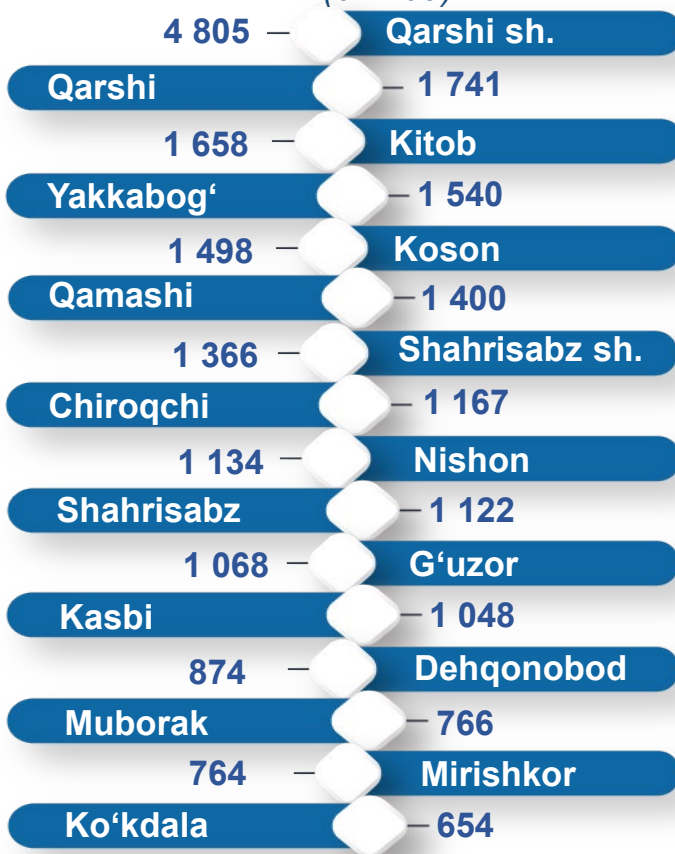 4 805 Qarshi sh.
Qarshi 1 741
1 658 Kitob
Yakkabog‘ 1 540
1 498 Koson
Qamashi 1 400
1 366 Shahrisabz sh.
Chiroqchi 1 167
1 134 Nishon
Shahrisabz 1 122
1 068 G‘uzor
Kasbi 1 048
874 Dehqonobod
Muborak 766
764 Mirishkor
Ko‘kdala 654